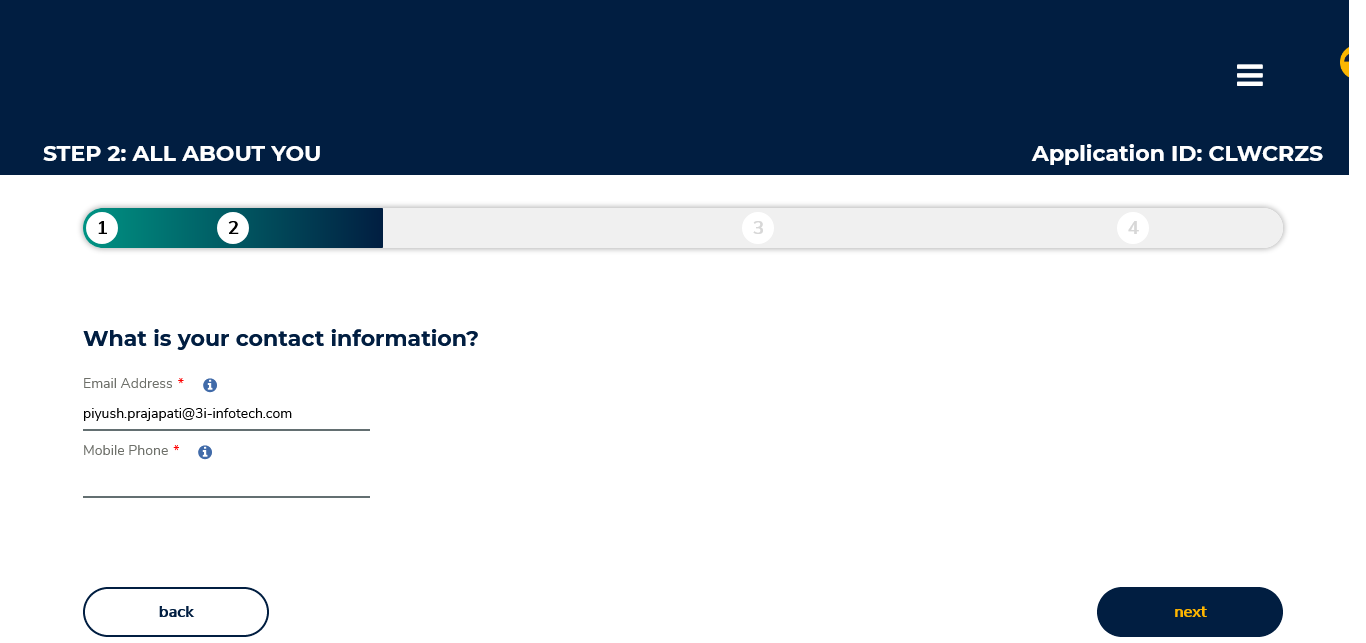 STEP 2: ALL ABOUT YOU
Application ID: CLWCRZS
1 2 3 4
What is your contact information?
Email Address *
piyush.prajapati@3i-infotech.com
Mobile Phone *
back
next